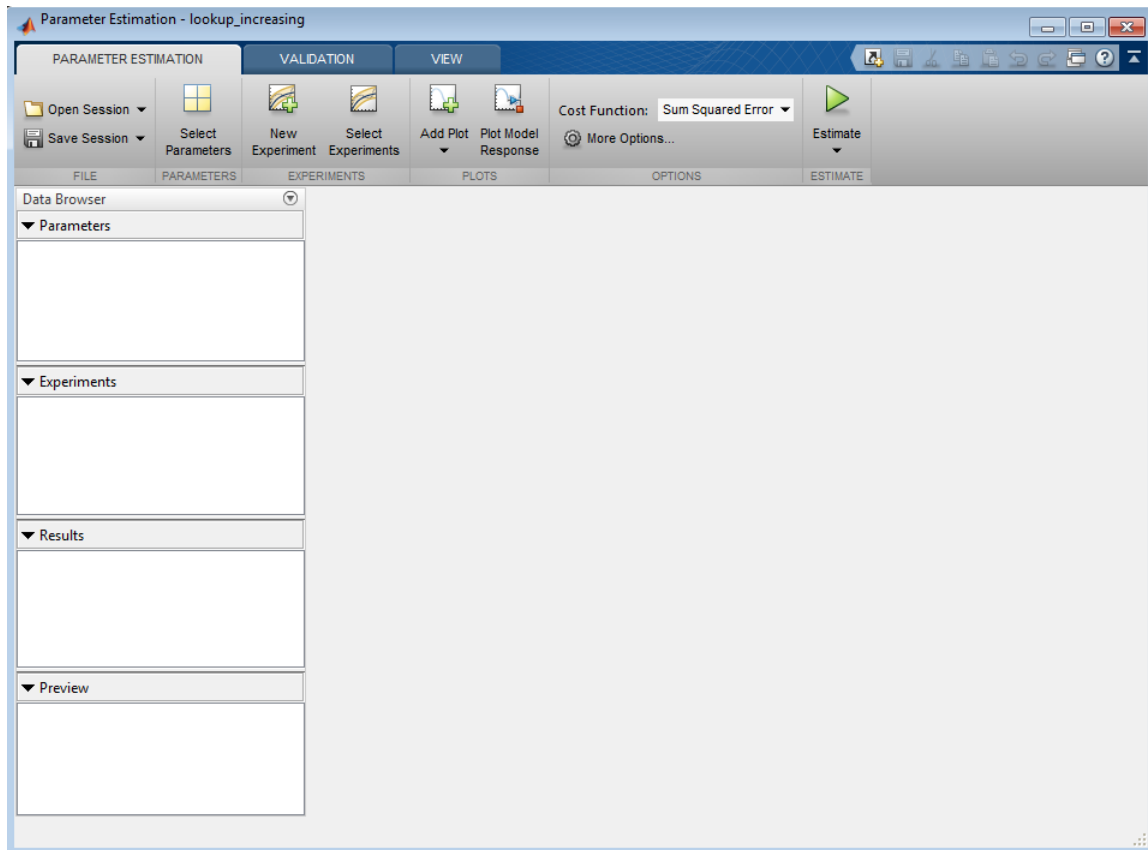 Parameter Estimation - lookup_increasing
PARAMETER ESTIMATION VALIDATION VIEW
Open Session
Save Session
Select
Parameters
New
Experiment
Select
Experiments
Add Plot
Plot Model
Response
Cost Function: Sum Squared Error
More Options...
Estimate
FILE PARAMETERS EXPERIMENTS PLOTS OPTIONS ESTIMATE
Data Browser
Parameters
Experiments
Results
Preview